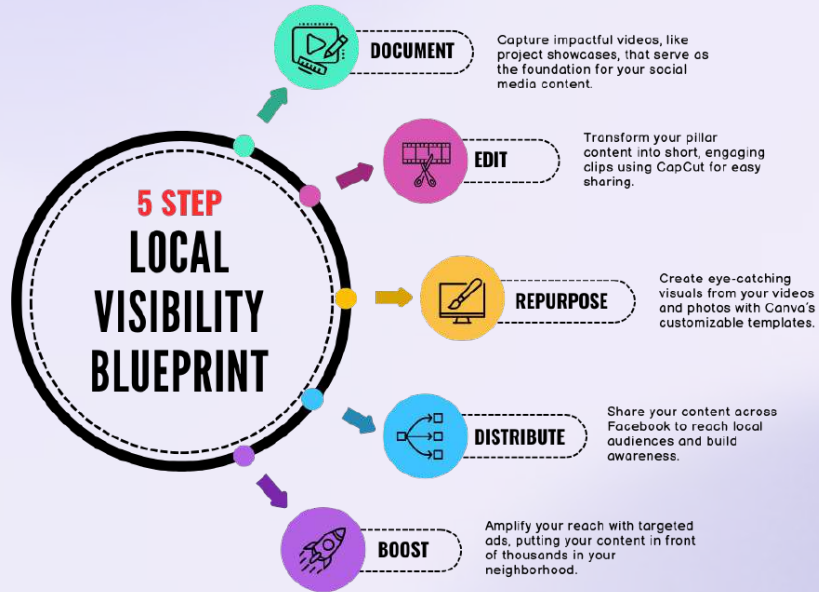 5 STEP
LOCAL
VISIBILITY
BLUEPRINT
DOCUMENT
Capture impactful videos, like
project showcases, that serve as
the foundation for your social
media content.
EDIT
Transform your pillar
content into short, engaging
clips using CapCut for easy
sharing.
REPURPOSE
Create eye-catching
visuals from your videos
and photos with Canva's
customizable templates.
DISTRIBUTE
Share your content across
Facebook to reach local
audiences and build
awareness.
BOOST
Amplify your reach with targeted
ads, putting your content in front
of thousands in your
neighborhood.